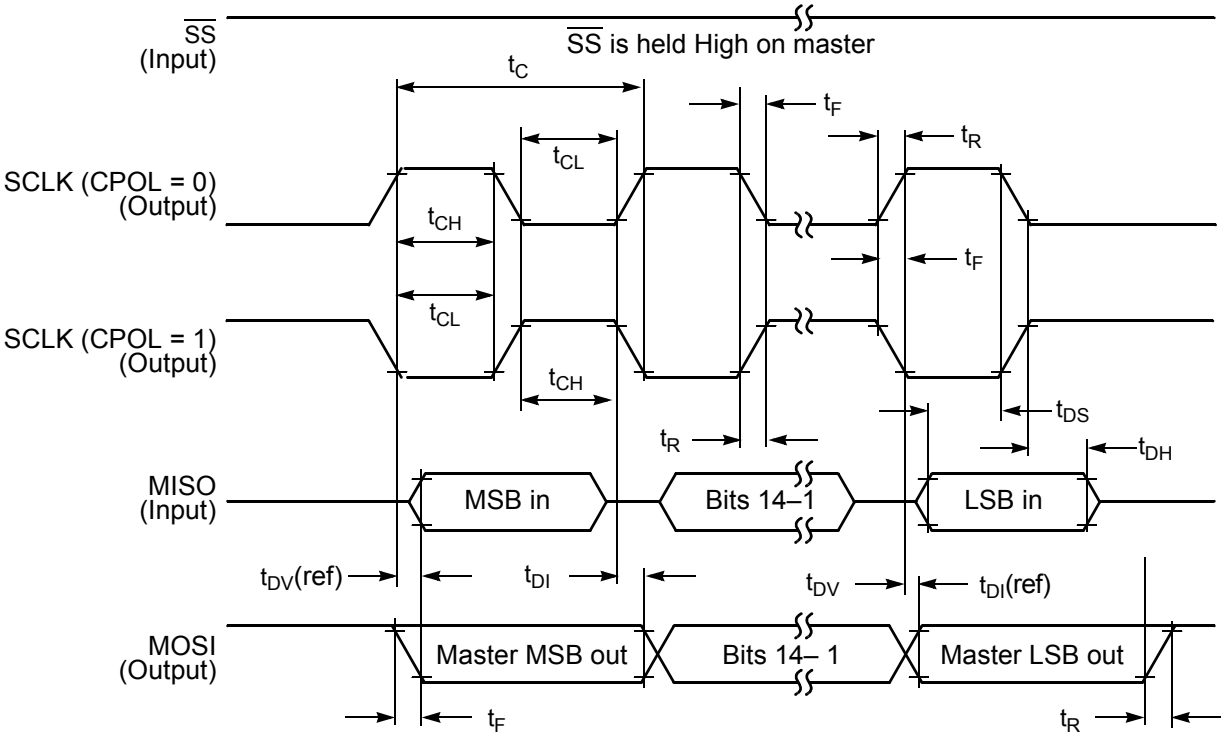 SS
(Input)
SS is held High on master
tC
tF
tR
tCL
SCLK (CPOL = 0)
(Output)
tCH
tF
tCL
SCLK (CPOL = 1)
(Output)
tCH
tDS
tR
tDH
MISO
(Input)
MSB in
Bits 14–1
LSB in
tDV(ref)
tDI
tDV
tDI(ref)
MOSI
(Output)
Master MSB out
Bits 14– 1
Master LSB out
tF
tR